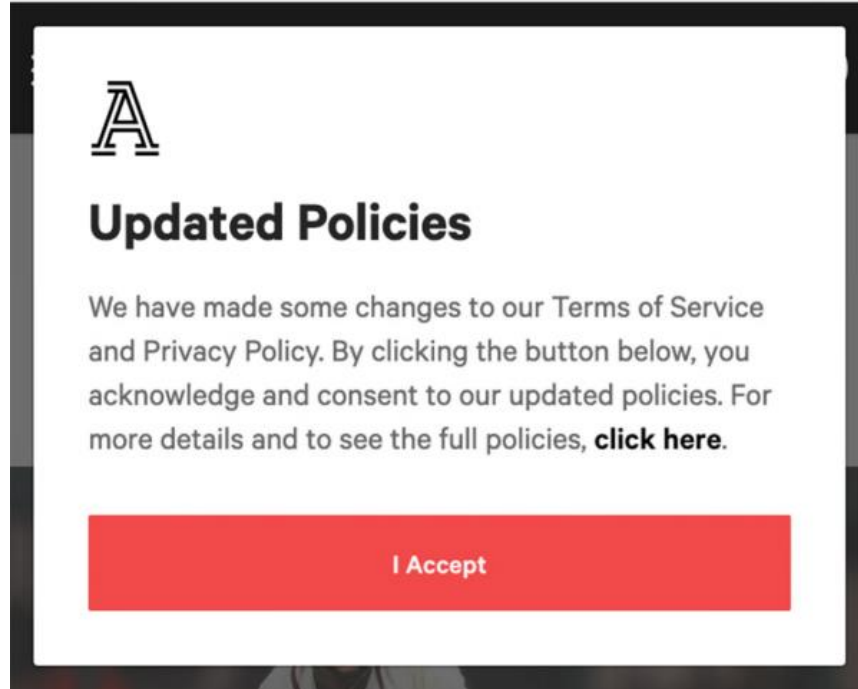 A
Updated Policies
We have made some changes to our Terms of Service
and Privacy Policy. By clicking the button below, you
acknowledge and consent to our updated policies. For
more details and to see the full policies, click here.
I Accept